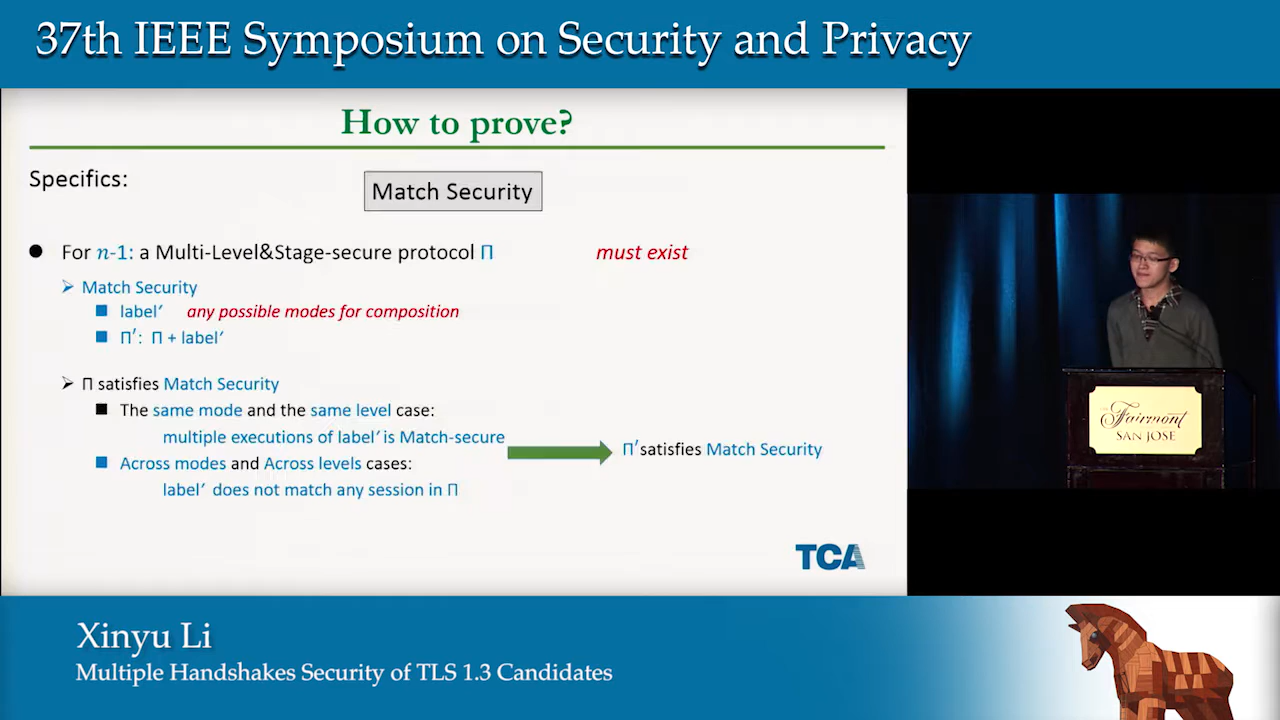 37th IEEE Symposium on Security and Privacy
How to prove?
Specifics:
Match Security
For n-1: a Multi-Level&Stage-secure protocol Π must exist
Match Security
label′ any possible modes for composition
Π′: Π + label′
Π satisfies Match Security
The same mode and the same level case:
multiple executions of label′ is Match-secure
Π′satisfies Match Security
Across modes and Across levels cases:
label′ does not match any session in Π
TCA
Fairmont
SAN JOSE
Xinyu Li
Multiple Handshakes Security of TLS 1.3 Candidates